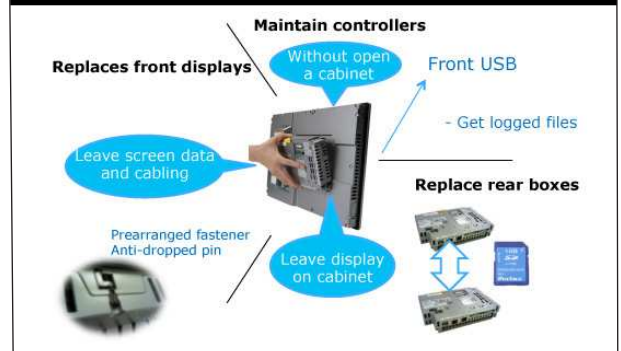 Maintain controllers
Without open
a cabinet
Front USB
Replaces front displays
- Get logged files
Leave screen data
and cabling
Replace rear boxes
Prearranged fastener
Anti-dropped pin
Leave display
on cabinet